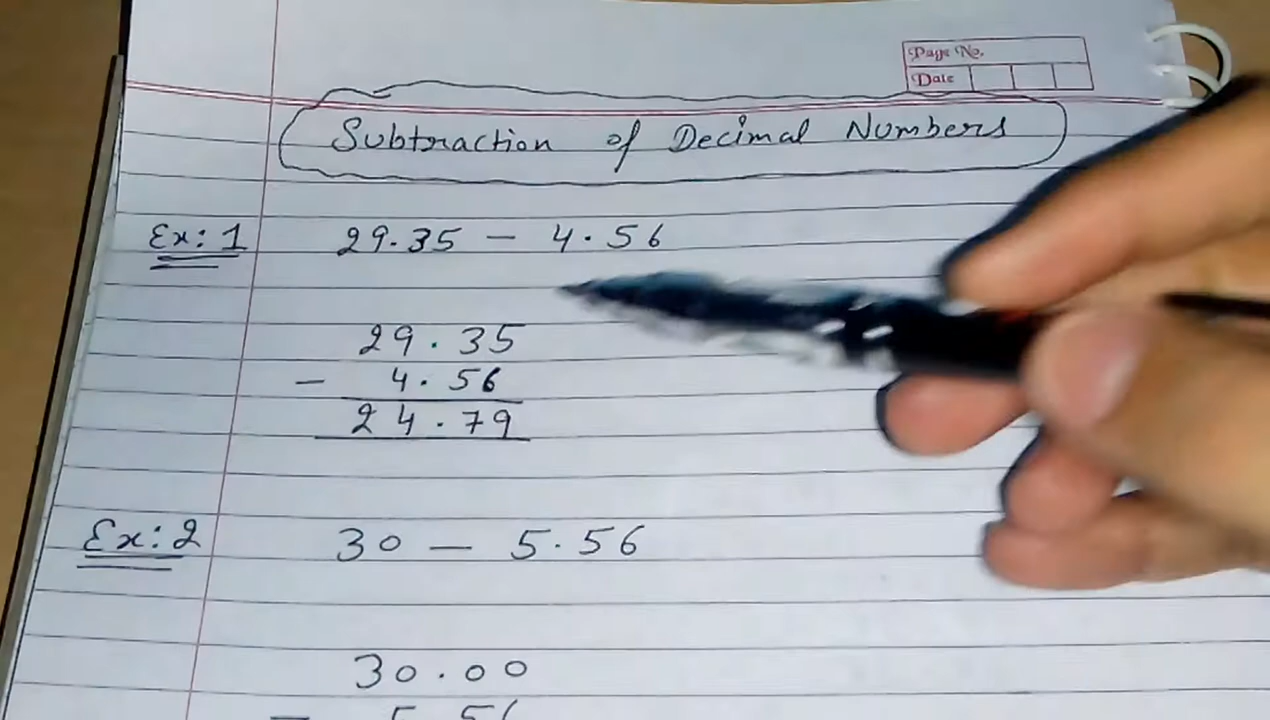 Page No.
Date
Subtraction of Decimal Numbers
Ex: 1 29.35 - 4.56
29.35
- 4.56
24.79
Ex: 2 30 - 5.56
30.00